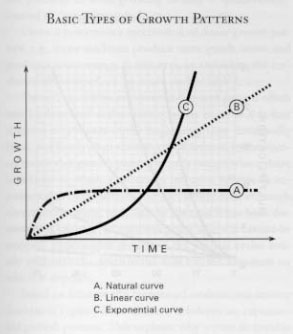 BASIC TYPES OF GROWTH PATTERNS
C
B
GROWTH
A
TIME
A. Natural curve
B. Linear curve
C. Exponential curve